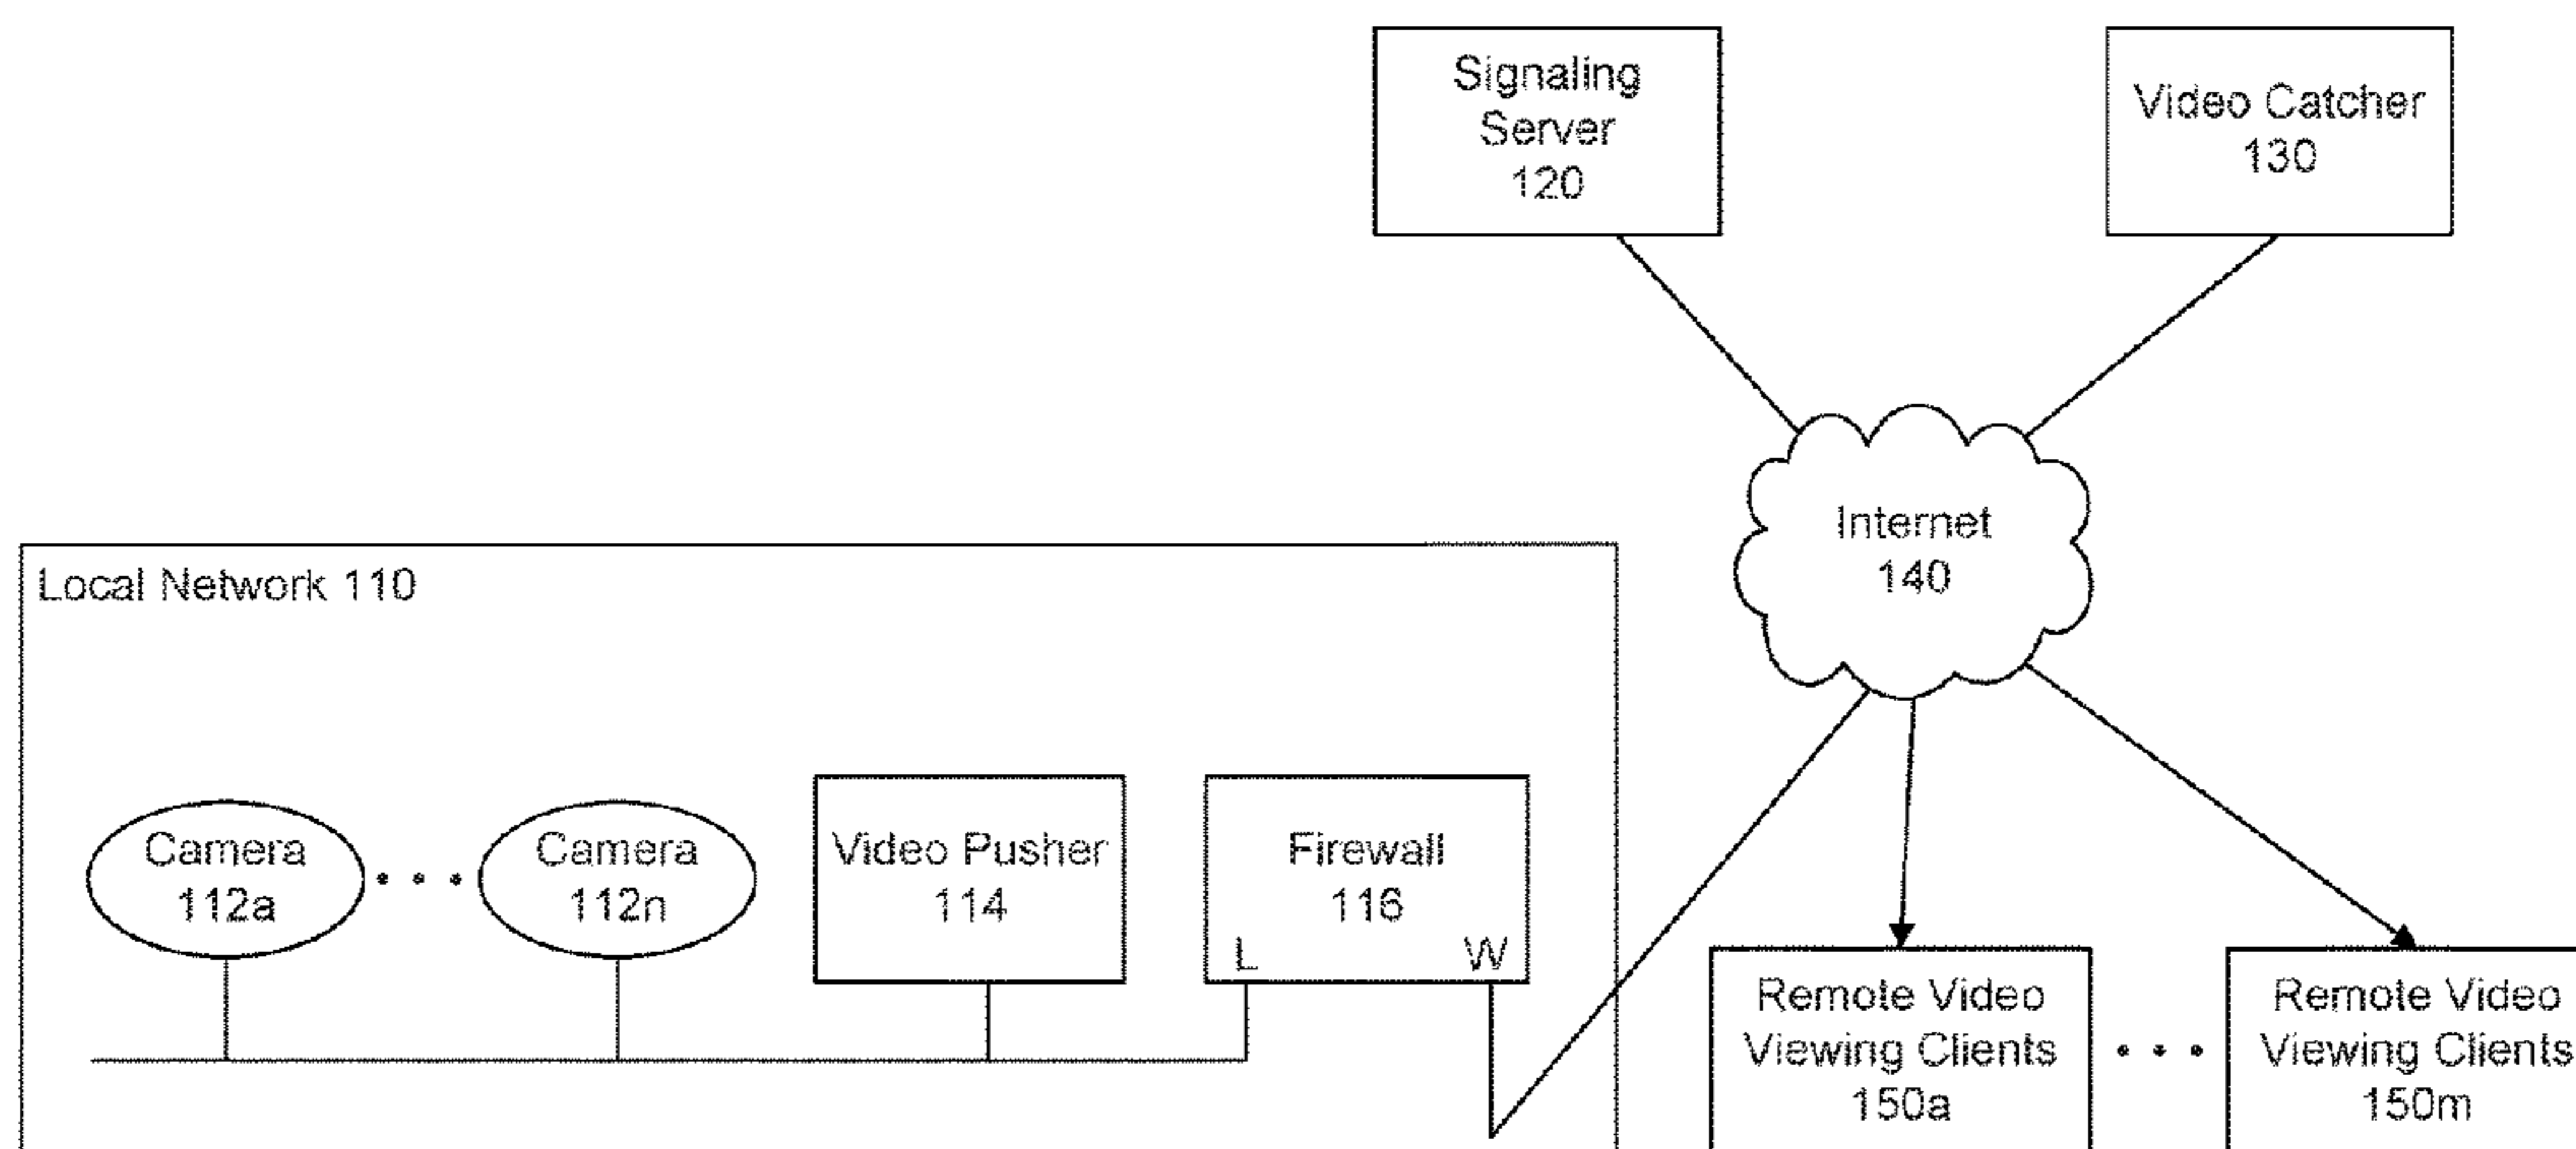 Signaling
Server
120
Video Catcher
130
Internet
140
Local Network 110
Camera
112a
Camera
112n
Video Pusher
114
Firewall
116
L
W
Remote Video
Viewing Clients
150a
Remote Video
Viewing Clients
150m